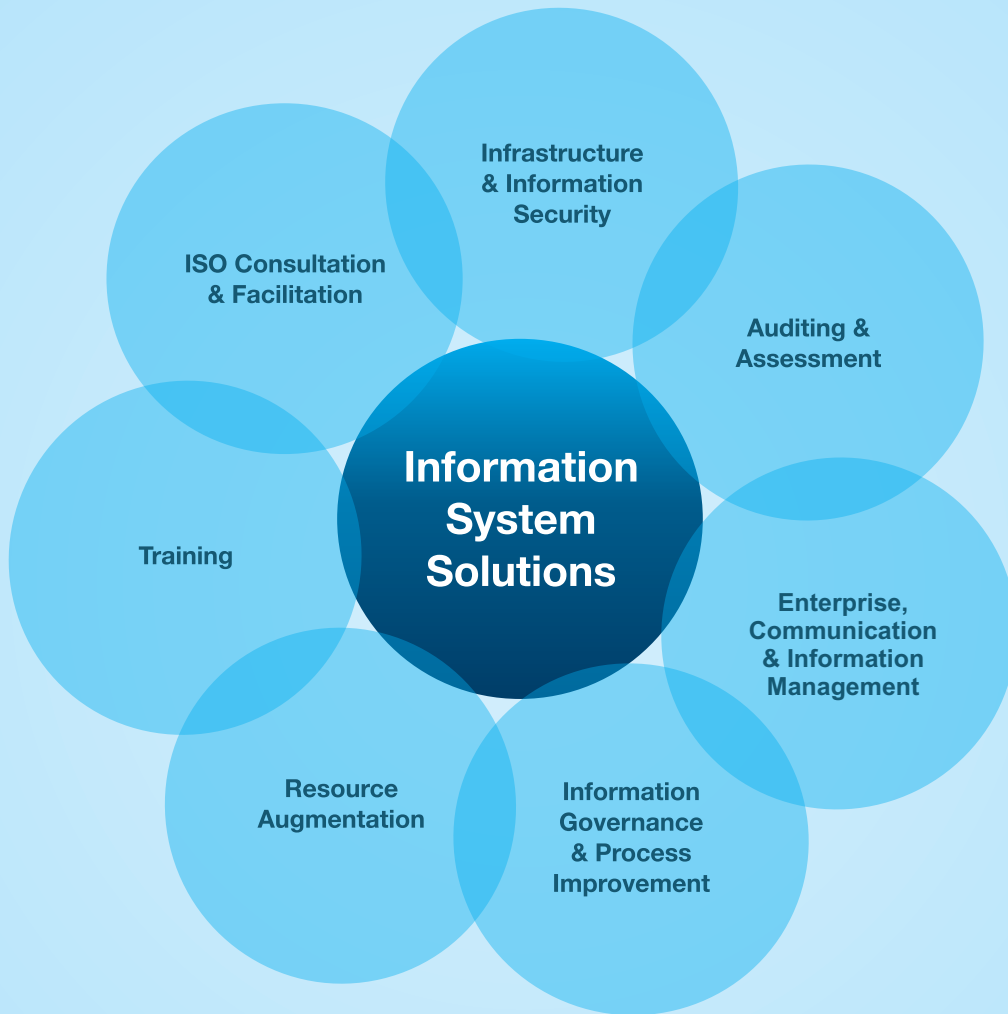 Infrastructure
& Information
Security
ISO Consultation
& Facilitation
Auditing &
Assessment
Information
System
Solutions
Training
Enterprise,
Communication
& Information
Management
Resource
Augmentation
Information
Governance
& Process
Improvement